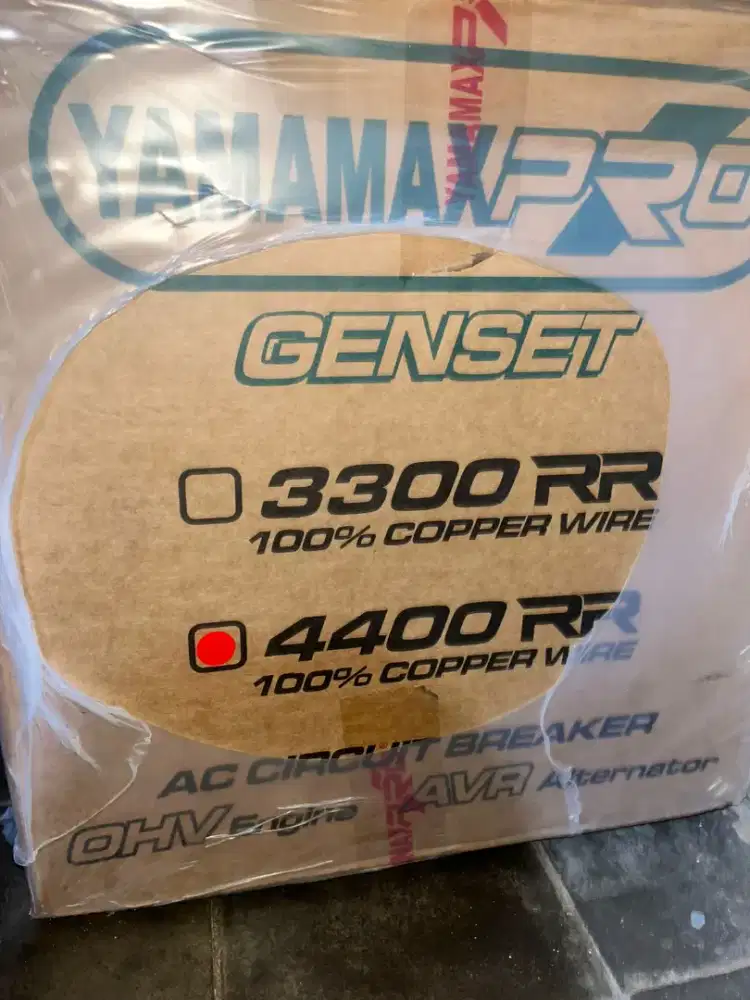 YAMAMAXPRO
YAMAMAXP
GENSET
3300 RR
100% COPPER WIRE
4400 RR
100% COPPER WIRE
AC CIRCUIT BREAKER
OHV Engine AVR Alternator